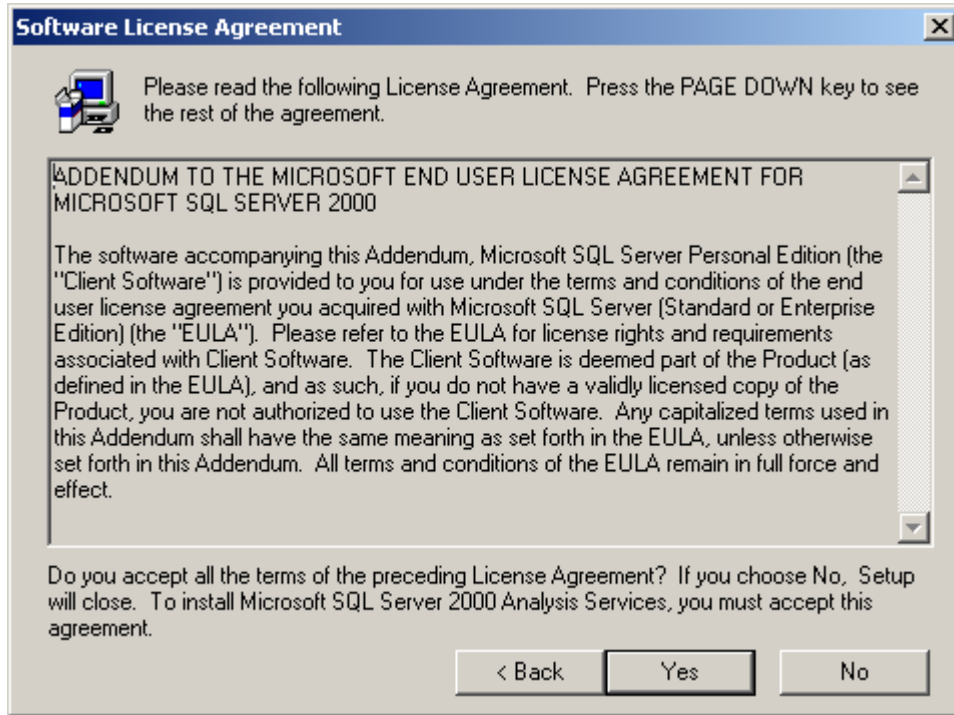 Software License Agreement
Please read the following License Agreement.  Press the PAGE DOWN key to see
the rest of the agreement.
ADDENDUM TO THE MICROSOFT END USER LICENSE AGREEMENT FOR
MICROSOFT SQL SERVER 2000
The software accompanying this Addendum, Microsoft SQL Server Personal Edition (the
"Client Software") is provided to you for use under the terms and conditions of the end
user license agreement you acquired with Microsoft SQL Server (Standard or Enterprise
Edition) (the "EULA").  Please refer to the EULA for license rights and requirements
associated with Client Software.  The Client Software is deemed part of the Product (as
defined in the EULA), and as such, if you do not have a validly licensed copy of the
Product, you are not authorized to use the Client Software.  Any capitalized terms used in
this Addendum shall have the same meaning as set forth in the EULA, unless otherwise
set forth in this Addendum.  All terms and conditions of the EULA remain in full force and
effect.
Do you accept all the terms of the preceding License Agreement?  If you choose No,  Setup
will close.  To install Microsoft SQL Server 2000 Analysis Services, you must accept this
agreement.
< Back
Yes
No